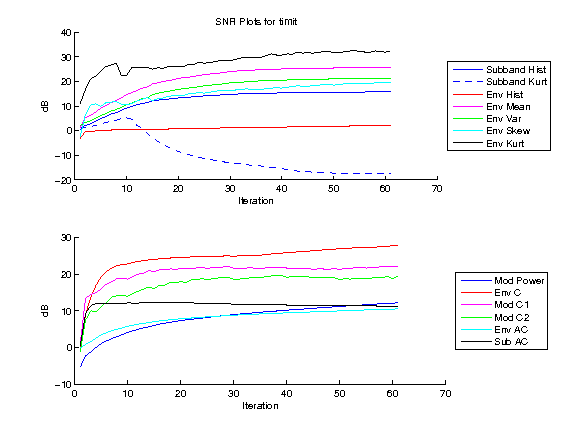 SNR Plots for timit
40
30
20
10
0
-10
-20
dB
0 10 20 30 40 50 60 70
Iteration
Subband Hist
Subband Kurt
Env Hist
Env Mean
Env Var
Env Skew
Env Kurt
30
20
10
0
-10
dB
0 10 20 30 40 50 60 70
Iteration
Mod Power
Env C
Mod C1
Mod C2
Env AC
Sub AC